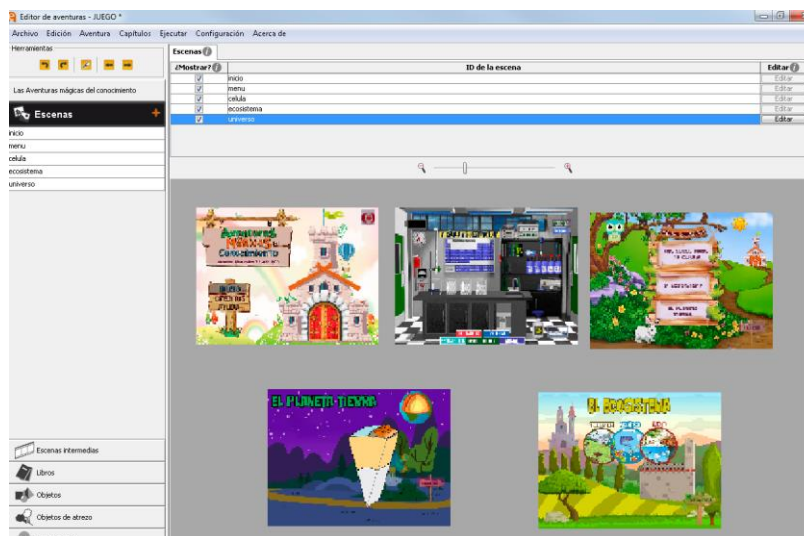 Editor de aventuras - JUEGO *
Archivo Edición Aventura Capítulos Ejecutar Configuración Acerca de
Herramientas
Las Aventuras mágicas del conocimiento
Escenas
inicio
menu
celula
ecosistema
universo
Escenas intermedias
Libros
Objetos
Objetos de atrezo
Escenas
¿Mostrar? ID de la escena Editar
inicio Editar
menu Editar
celula Editar
ecosistema Editar
universo Editar
Aventuras
Mágicas
Conocimiento
EL PLANETA TIERRA
EL ECOSISTEMA